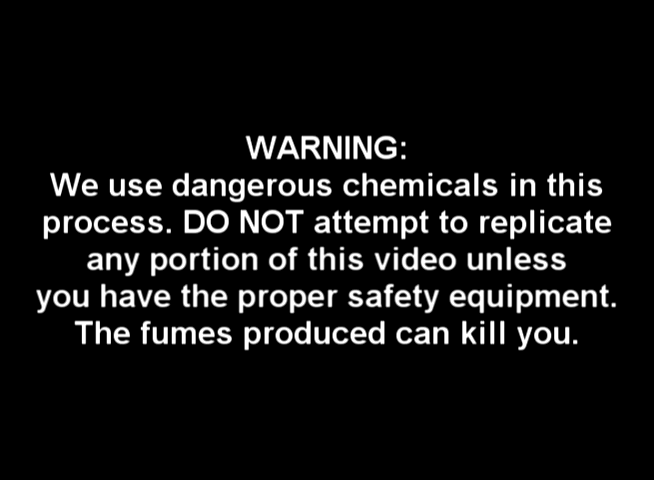 WARNING:
We use dangerous chemicals in this
process. DO NOT attempt to replicate
any portion of this video unless
you have the proper safety equipment.
The fumes produced can kill you.